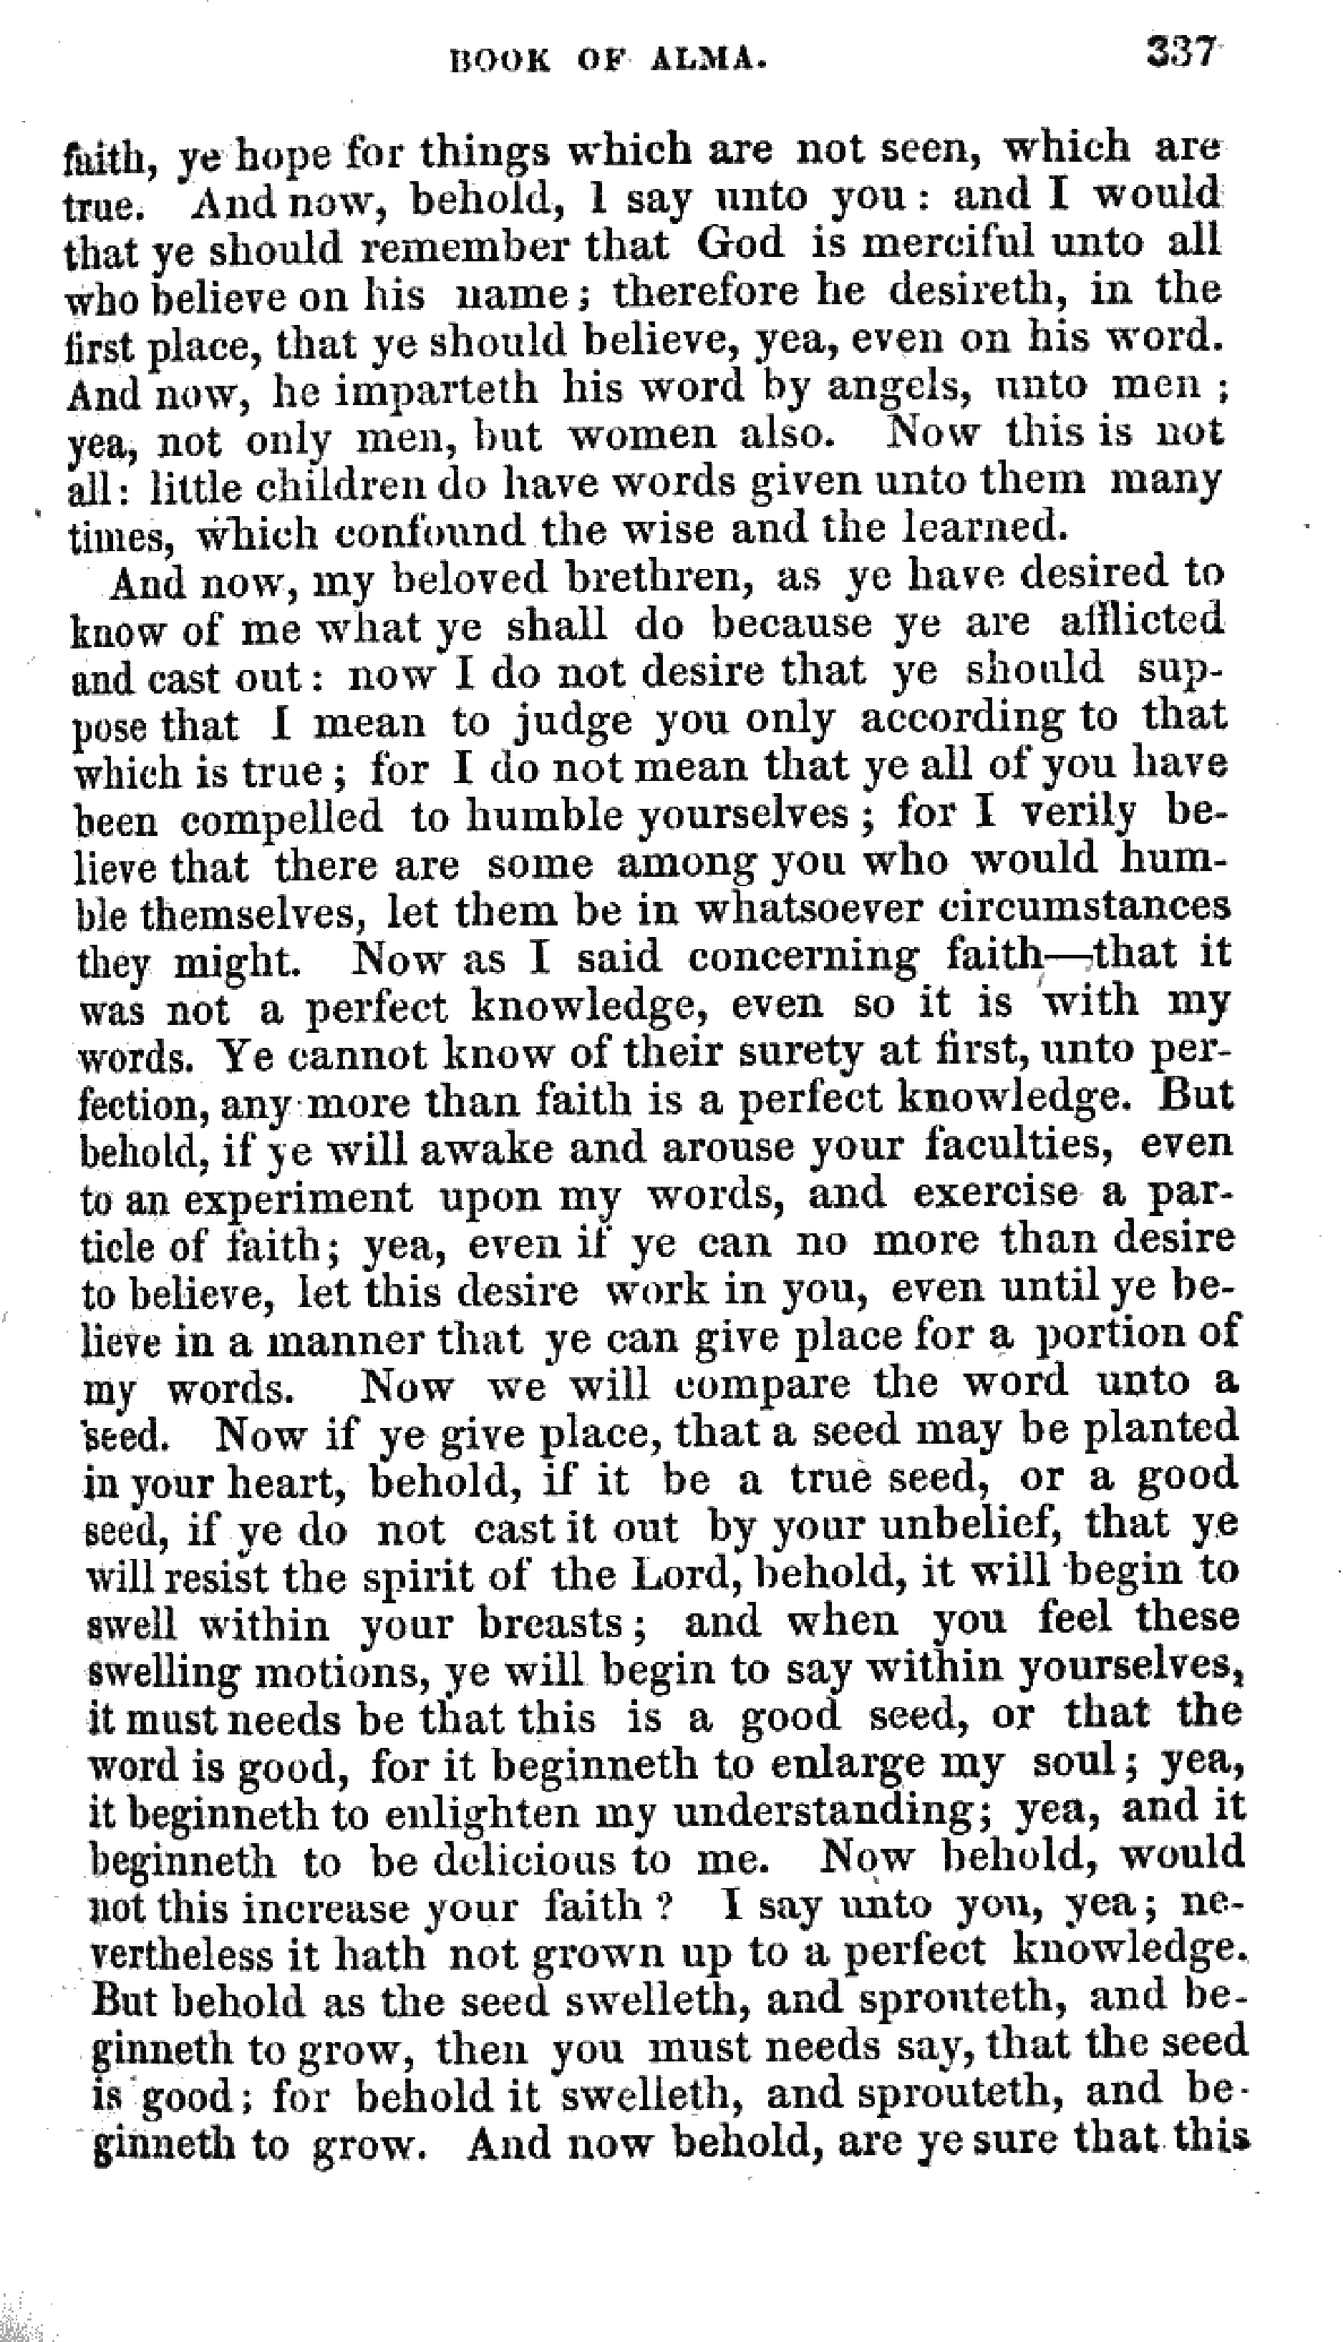 BOOK OF ALMA. 337
faith, ye hope for things which are not seen, which are
true. And now, behold, I say unto you: and I would
that ye should remember that God is merciful unto all
who believe on his name; therefore he desireth, in the
first place, that ye should believe, yea, even on his word.
And now, he imparteth his word by angels, unto men;
yea, not only men, but women also. Now this is not
all: little children do have words given unto them many
times, which confound the wise and the learned.
And now, my beloved brethren, as ye have desired to
know of me what ye shall do because ye are afflicted
and cast out: now I do not desire that ye should sup-
pose that I mean to judge you only according to that
which is true; for I do not mean that ye all of you have
been compelled to humble yourselves; for I verily be-
lieve that there are some among you who would hum-
ble themselves, let them be in whatsoever circumstances
they might. Now as I said concerning faith—that it
was not a perfect knowledge, even so it is with my
words. Ye cannot know of their surety at first, unto per-
fection, any more than faith is a perfect knowledge. But
behold, if ye will awake and arouse your faculties, even
to an experiment upon my words, and exercise a par-
ticle of faith; yea, even if ye can no more than desire
to believe, let this desire work in you, even until ye be-
lieve in a manner that ye can give place for a portion of
my words. Now we will compare the word unto a
seed. Now if ye give place, that a seed may be planted
in your heart, behold, if it be a true seed, or a good
seed, if ye do not cast it out by your unbelief, that ye
will resist the spirit of the Lord, behold, it will begin to
swell within your breasts; and when you feel these
swelling motions, ye will begin to say within yourselves,
it must needs be that this is a good seed, or that the
word is good, for it beginneth to enlarge my soul; yea,
it beginneth to enlighten my understanding; yea, and it
beginneth to be delicious to me. Now behold, would
not this increase your faith? I say unto you, yea; ne-
vertheless it hath not grown up to a perfect knowledge.
But behold as the seed swelleth, and sprouteth, and be-
ginneth to grow, then you must needs say, that the seed
is good; for behold it swelleth, and sprouteth, and be-
ginneth to grow. And now behold, are ye sure that this